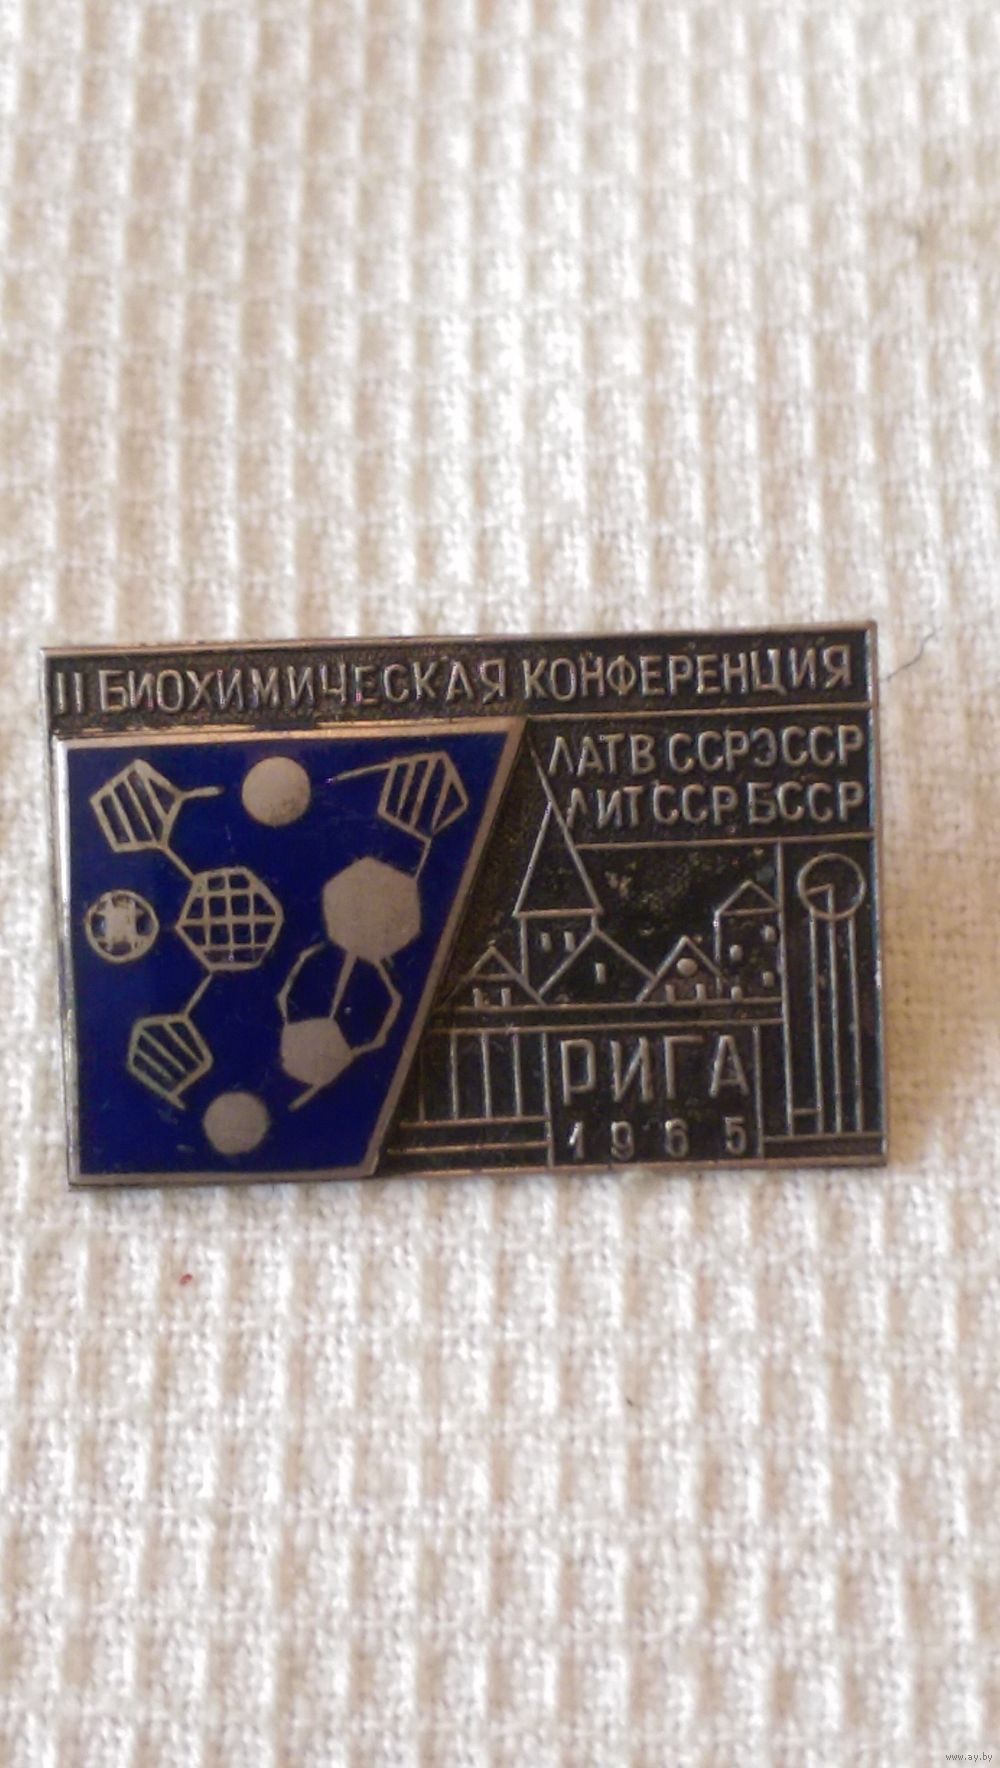 II БИОХИМИЧЕСКАЯ КОНФЕРЕНЦИЯ
ЛАТВ ССР ЭССР
ЛИТ ССР БССР
РИГА
1965
www.ay.by